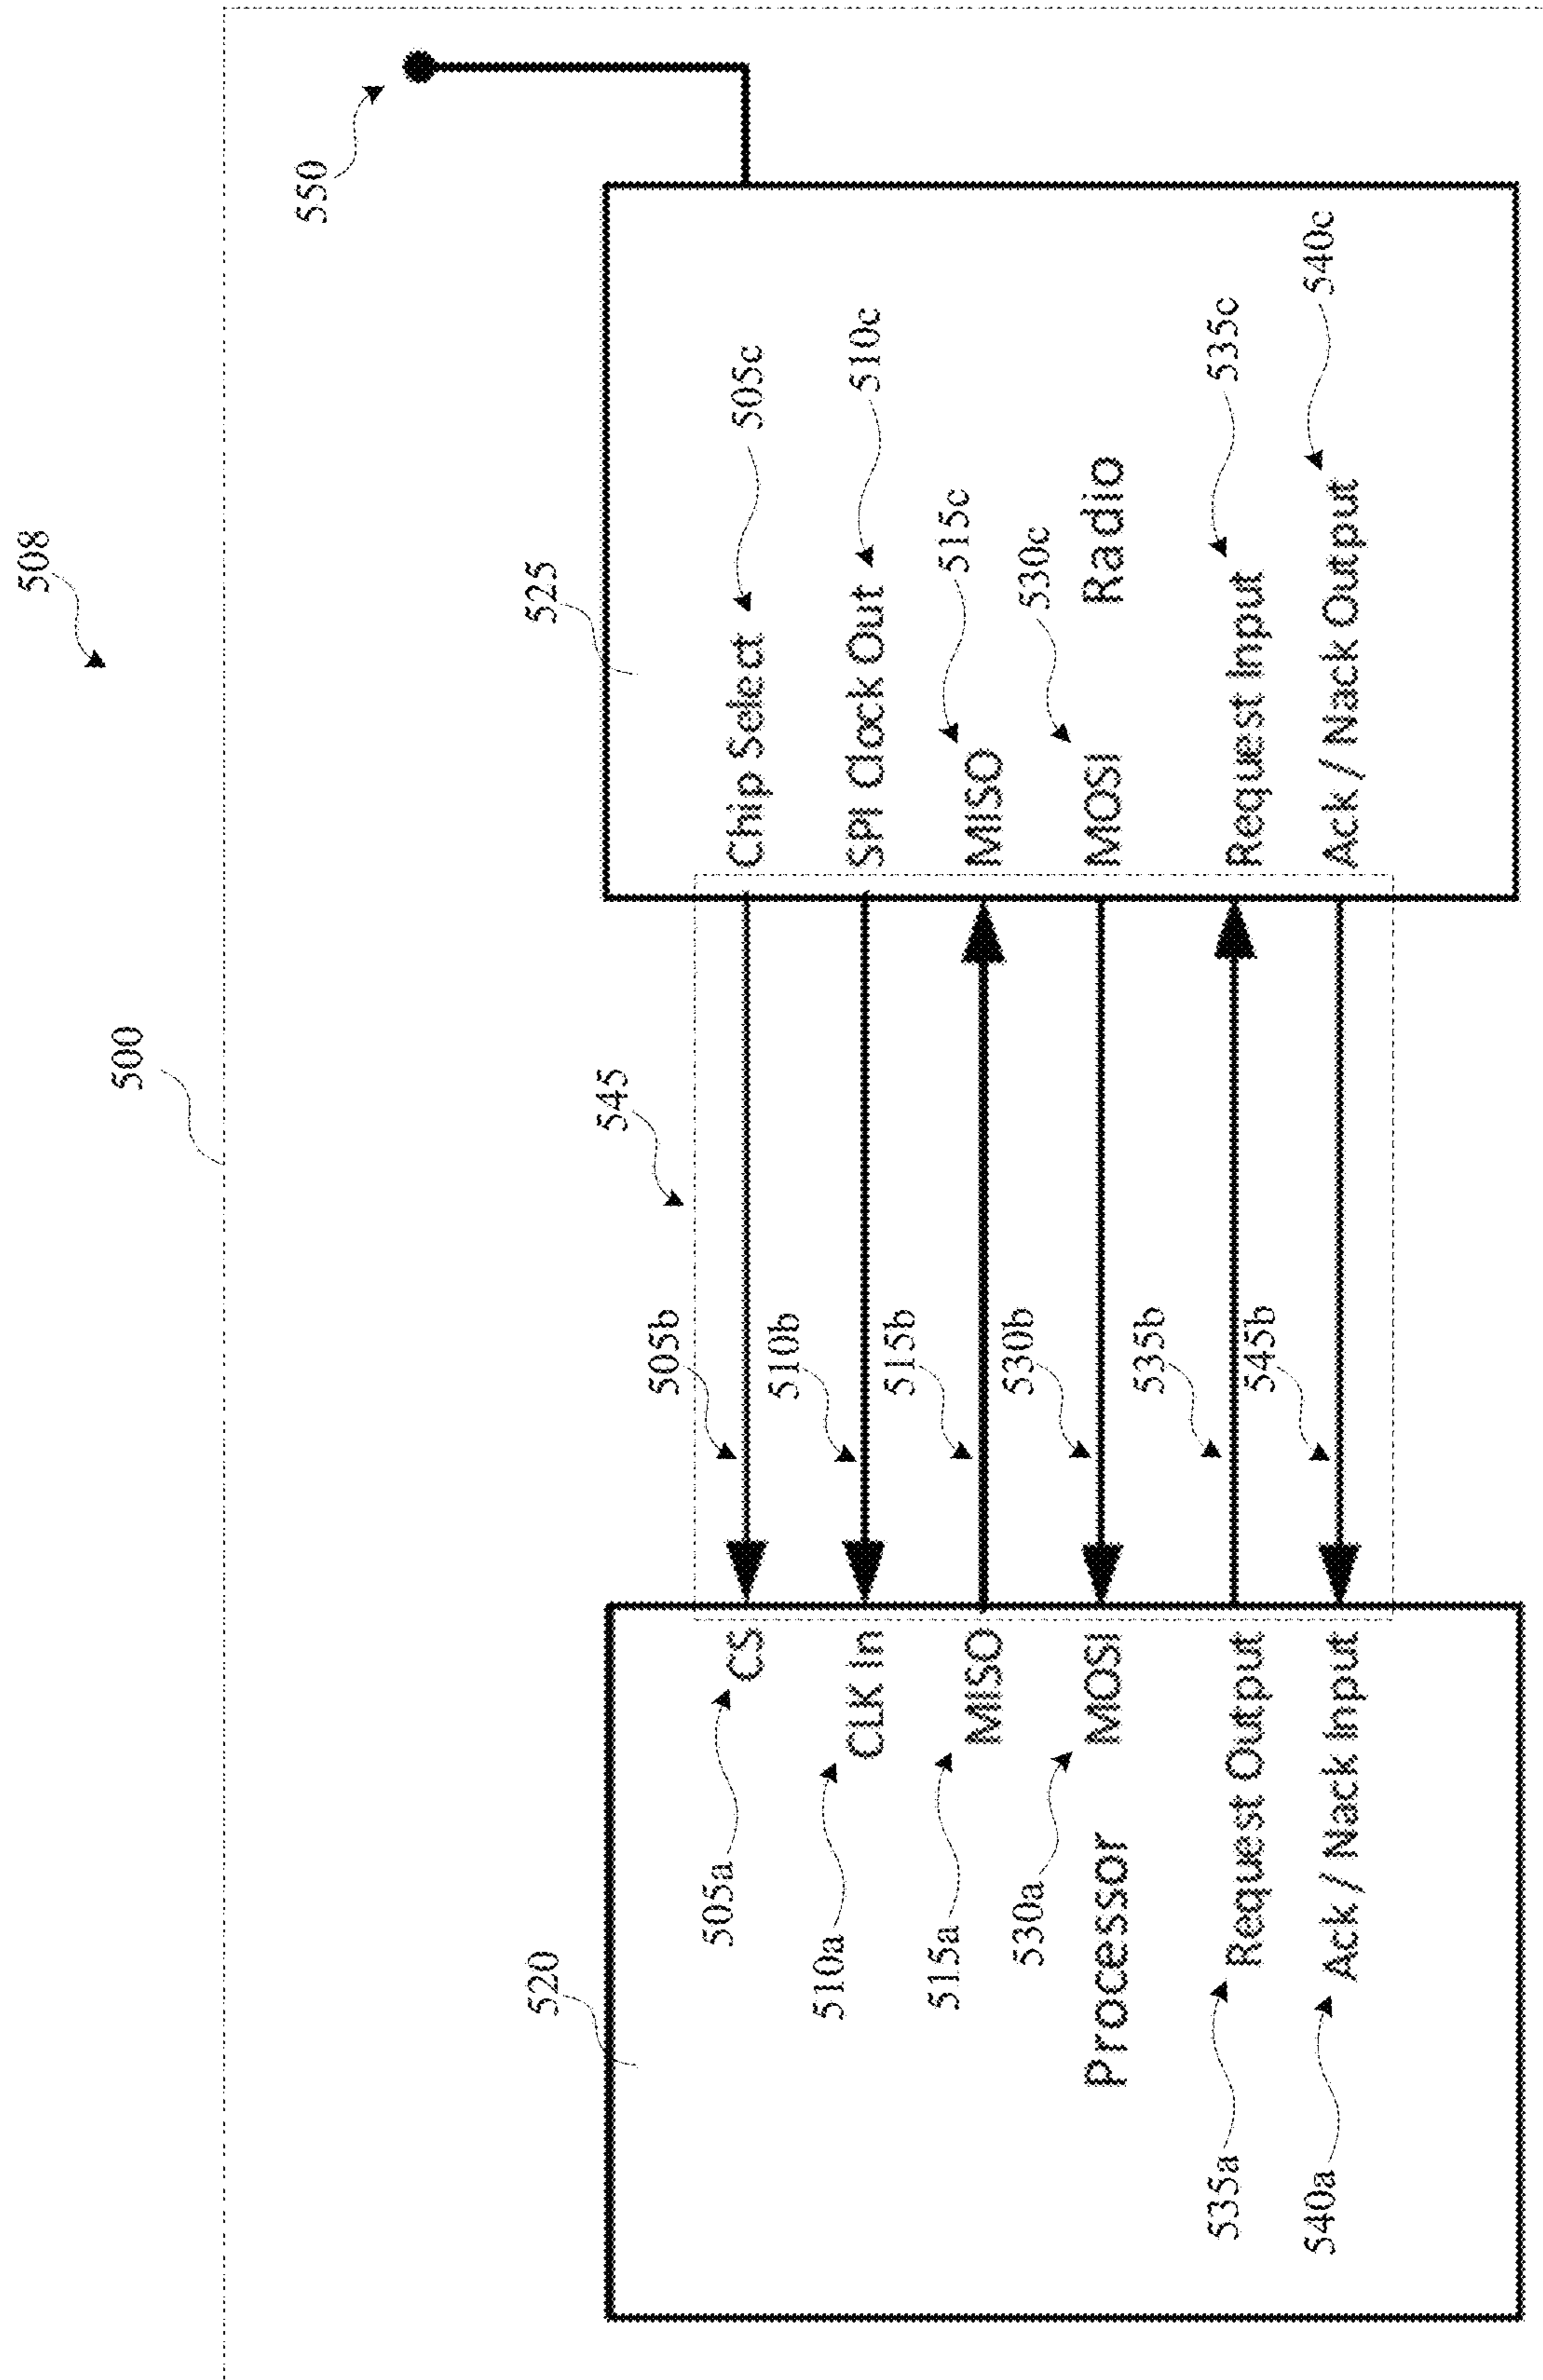 508
500
550
520
545
525
505a
CS
505b
Chip Select
505c
510a
CLK In
510b
SPI Clock Out
510c
515a
MISO
515b
MISO
515c
530a
MOSI
530b
MOSI
530c
Processor
Radio
535a
Request Output
535b
Request Input
535c
540a
Ack / Nack Input
545b
Ack / Nack Output
540c